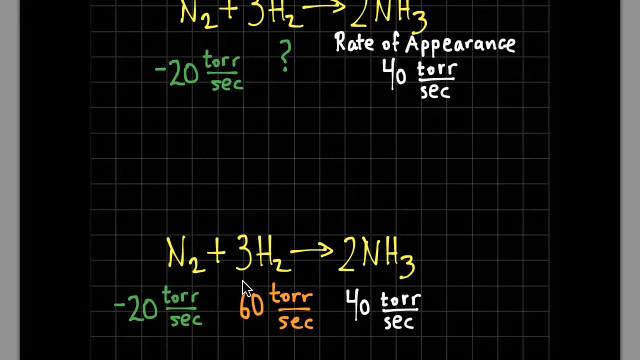 N₂ + 3H₂ → 2NH₃
Rate of Appearance
-20 torr/sec ? 40 torr/sec
N₂ + 3H₂ → 2NH₃
-20 torr/sec 60 torr/sec 40 torr/sec